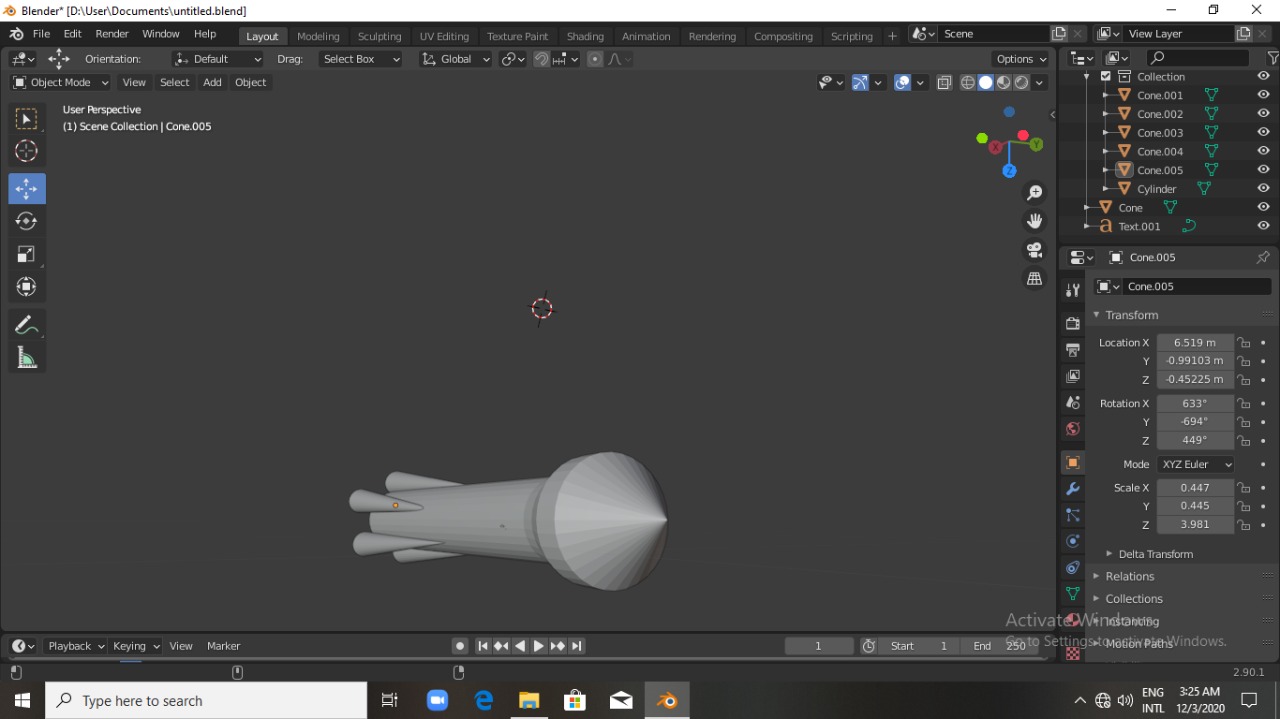 Blender* [D:\User\Documents\untitled.blend]
File Edit Render Window Help Layout Modeling Sculpting UV Editing Texture Paint Shading Animation Rendering Compositing Scripting + Scene View Layer
Orientation: Default Drag: Select Box Global Options
Object Mode View Select Add Object
User Perspective
(1) Scene Collection | Cone.005
X Y Z
Collection
Cone.001
Cone.002
Cone.003
Cone.004
Cone.005
Cylinder
Cone
Text.001
Cone.005
Cone.005
Transform
Location X 6.519 m
Y -0.99103 m
Z -0.45225 m
Rotation X 633°
Y -694°
Z 449°
Mode XYZ Euler
Scale X 0.447
Y 0.445
Z 3.981
Delta Transform
Relations
Collections
Instancing
Motion Paths
Activate Windows
Go to Settings to activate Windows.
Playback Keying View Marker 1 Start 1 End 250
2.90.1
Type here to search
ENG
INTL
3:25 AM
12/3/2020